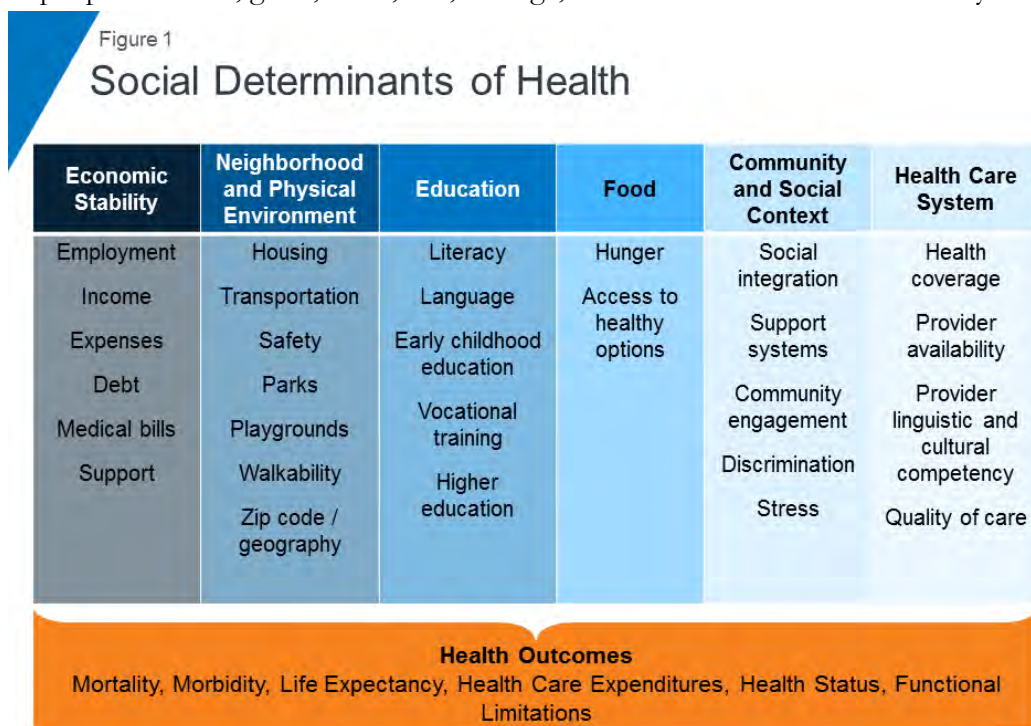 Figure 1
Social Determinants of Health
Economic
Stability
Neighborhood
and Physical
Environment
Education
Food
Community
and Social
Context
Health Care
System
Employment
Income
Expenses
Debt
Medical bills
Support
Housing
Transportation
Safety
Parks
Playgrounds
Walkability
Zip code /
geography
Literacy
Language
Early childhood
education
Vocational
training
Higher
education
Hunger
Access to
healthy
options
Social
integration
Support
systems
Community
engagement
Discrimination
Stress
Health
coverage
Provider
availability
Provider
linguistic and
cultural
competency
Quality of care
Health Outcomes
Mortality, Morbidity, Life Expectancy, Health Care Expenditures, Health Status, Functional
Limitations